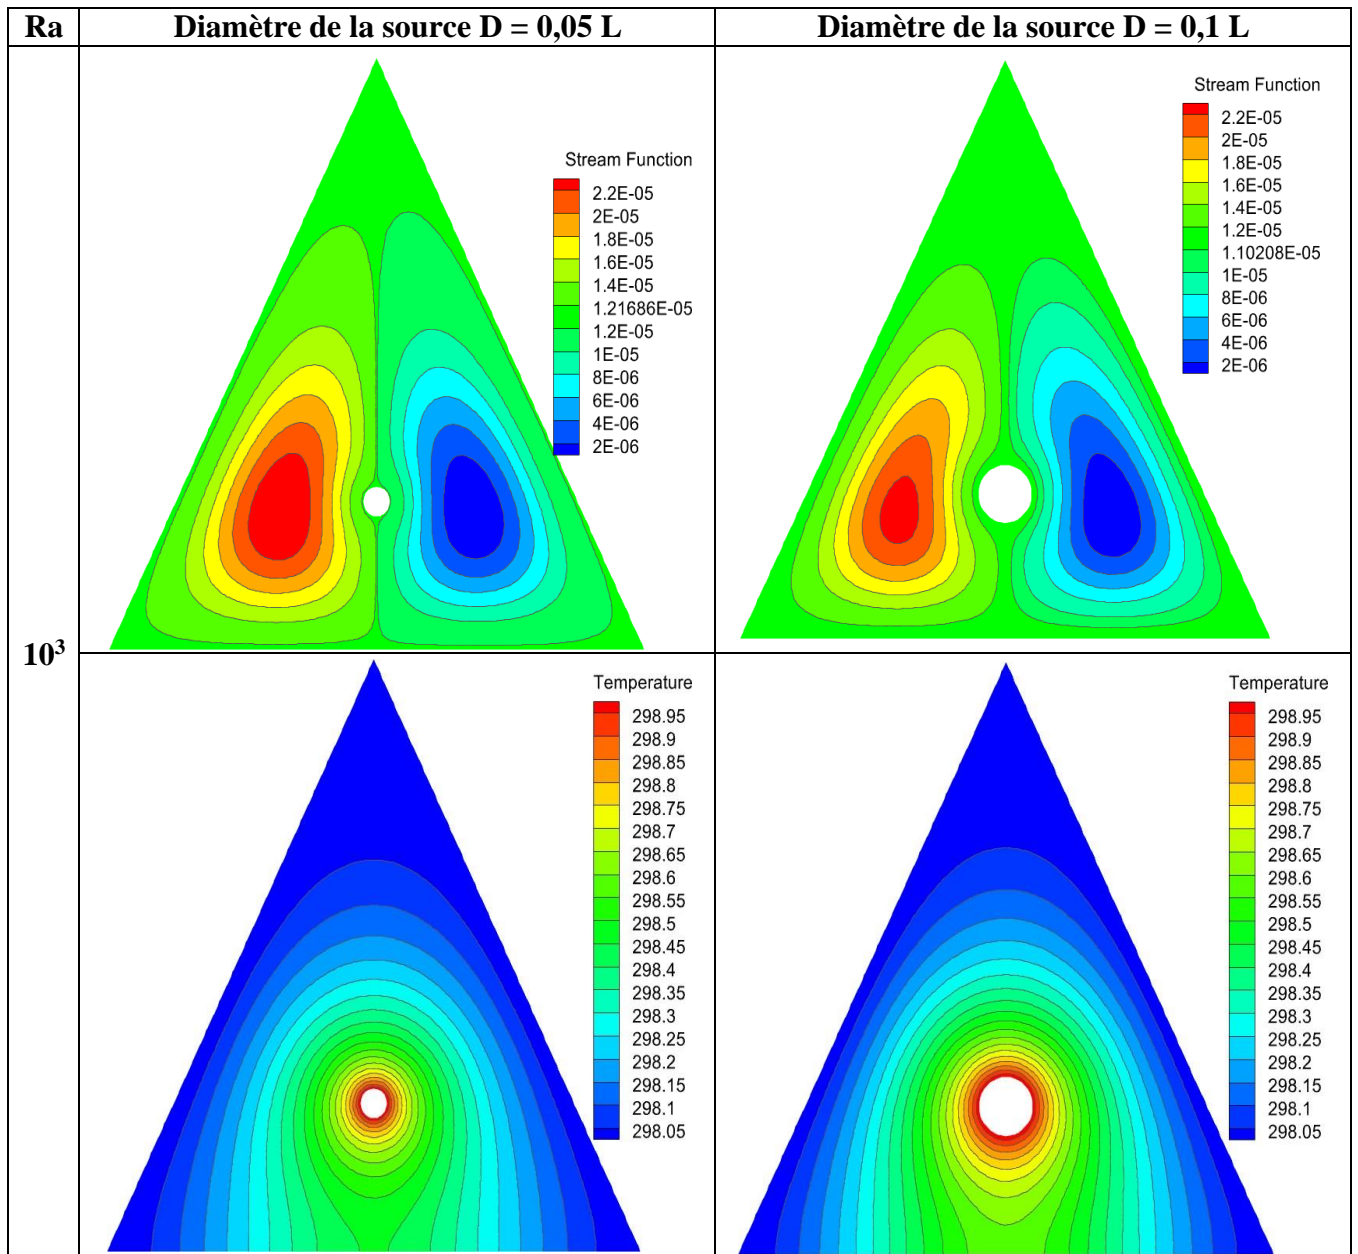 Ra
Diamètre de la source D = 0,05 L
Diamètre de la source D = 0,1 L
10³
Stream Function
2.2E-05
2E-05
1.8E-05
1.6E-05
1.4E-05
1.21686E-05
1.2E-05
1E-05
8E-06
6E-06
4E-06
2E-06
Stream Function
2.2E-05
2E-05
1.8E-05
1.6E-05
1.4E-05
1.2E-05
1.10208E-05
1E-05
8E-06
6E-06
4E-06
2E-06
Temperature
298.95
298.9
298.85
298.8
298.75
298.7
298.65
298.6
298.55
298.5
298.45
298.4
298.35
298.3
298.25
298.2
298.15
298.1
298.05
Temperature
298.95
298.9
298.85
298.8
298.75
298.7
298.65
298.6
298.55
298.5
298.45
298.4
298.35
298.3
298.25
298.2
298.15
298.1
298.05